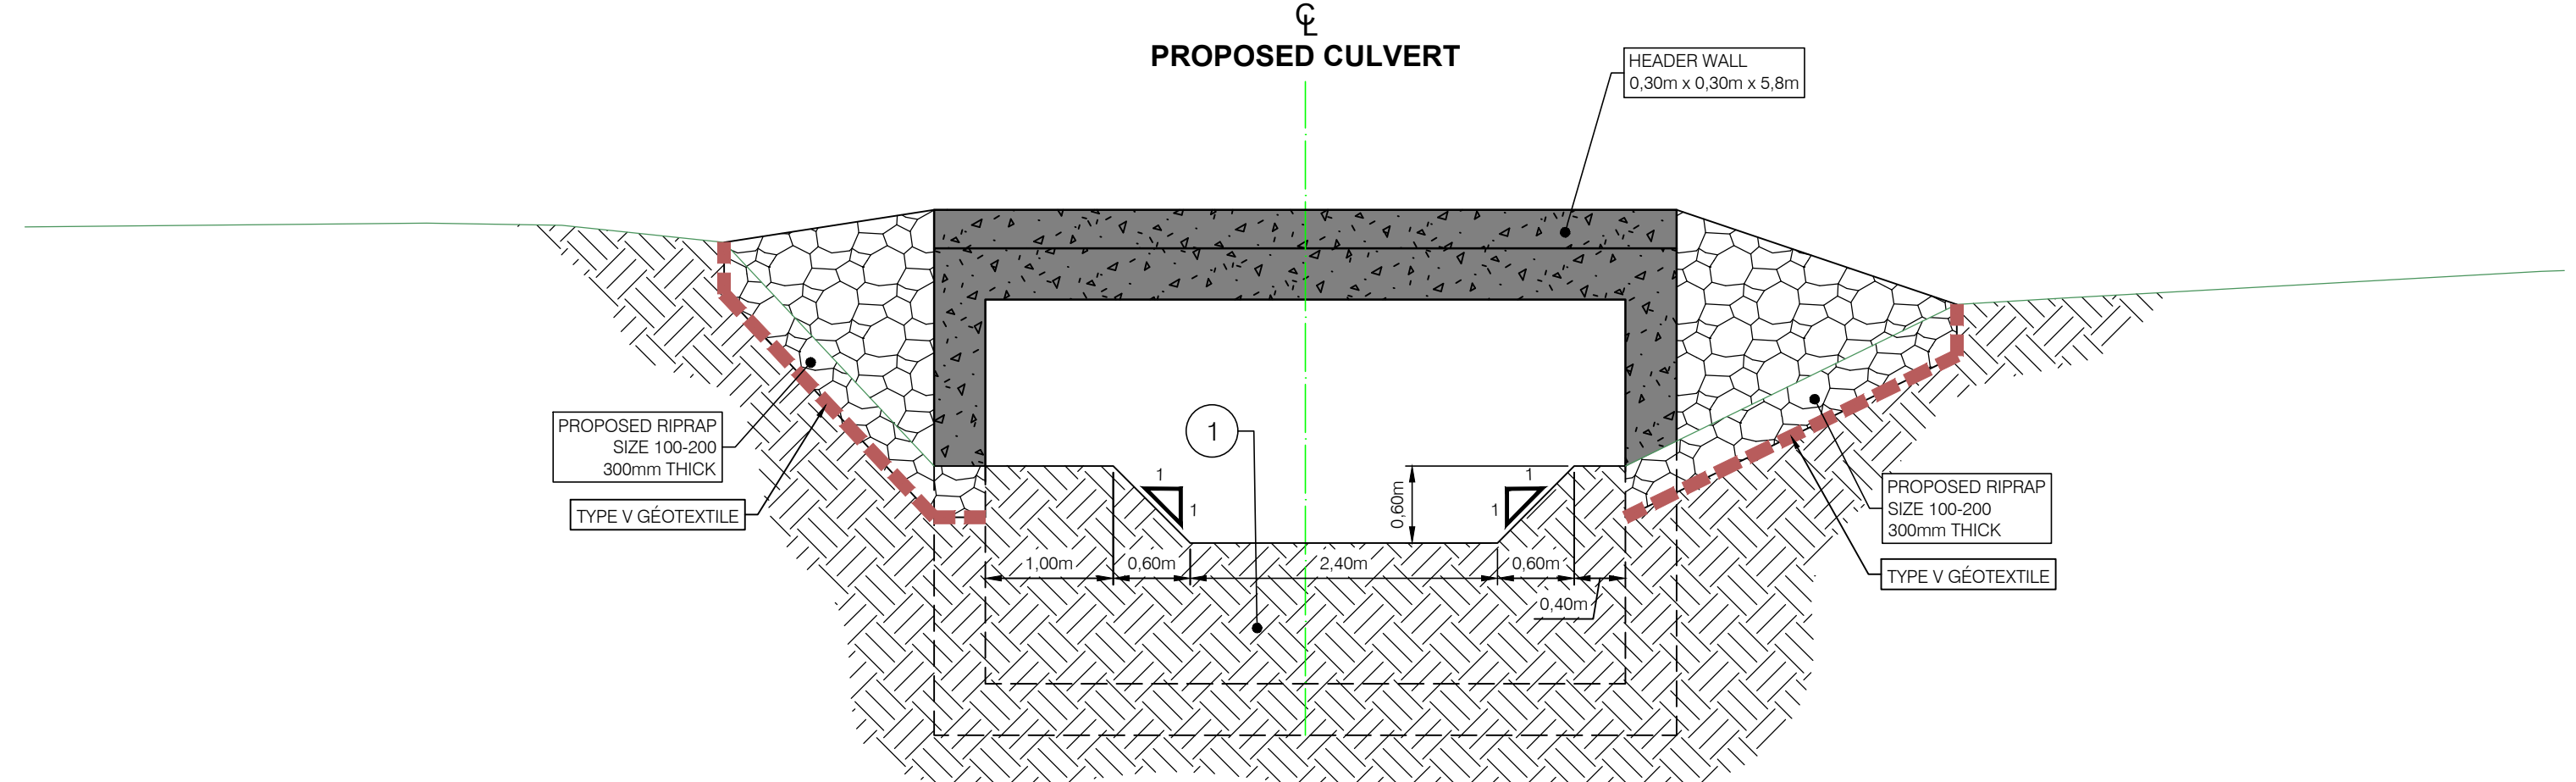 ℄
PROPOSED CULVERT
HEADER WALL
0,30m x 0,30m x 5,8m
PROPOSED RIPRAP
SIZE 100-200
300mm THICK
TYPE V GÉOTEXTILE
1
1
1
0,60m
1
1
1,00m
0,60m
2,40m
0,60m
0,40m
PROPOSED RIPRAP
SIZE 100-200
300mm THICK
TYPE V GÉOTEXTILE